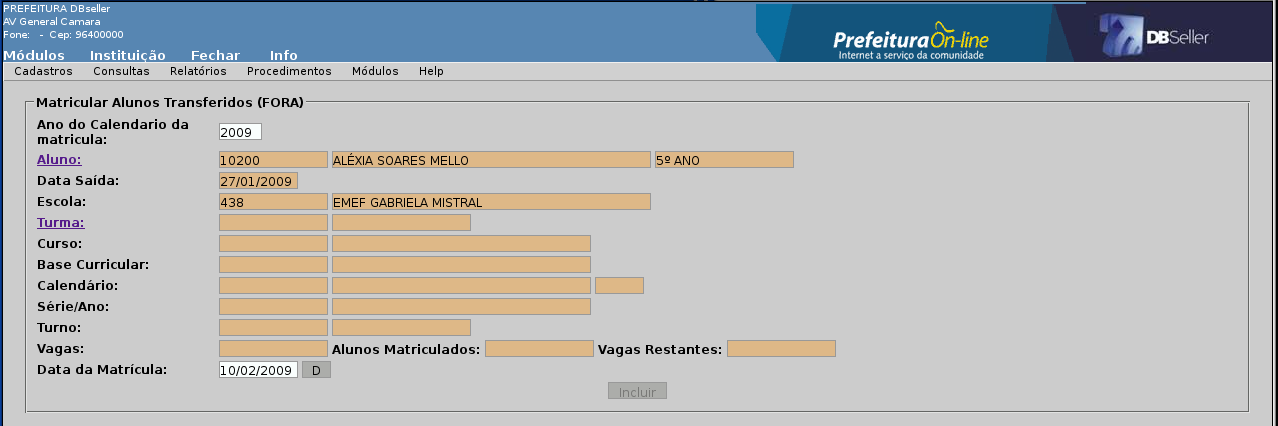 PREFEITURA DBseller
AV General Camara
Fone: - Cep: 96400000
Prefeitura On-line
Internet a serviço da comunidade
DBSeller
Módulos Instituição Fechar Info
Cadastros Consultas Relatórios Procedimentos Módulos Help
Matricular Alunos Transferidos (FORA)
Ano do Calendario da
matricula: 2009
Aluno: 10200 ALÉXIA SOARES MELLO 5º ANO
Data Saída: 27/01/2009
Escola: 438 EMEF GABRIELA MISTRAL
Turma:
Curso:
Base Curricular:
Calendário:
Série/Ano:
Turno:
Vagas: Alunos Matriculados: Vagas Restantes:
Data da Matrícula: 10/02/2009 D
Incluir